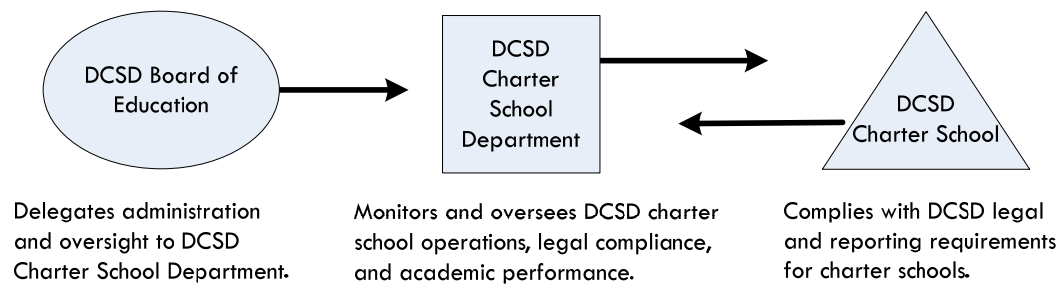 DCSD Board of
Education
DCSD
Charter
School
Department
DCSD
Charter School
Delegates administration
and oversight to DCSD
Charter School Department.
Monitors and oversees DCSD charter
school operations, legal compliance,
and academic performance.
Complies with DCSD legal
and reporting requirements
for charter schools.